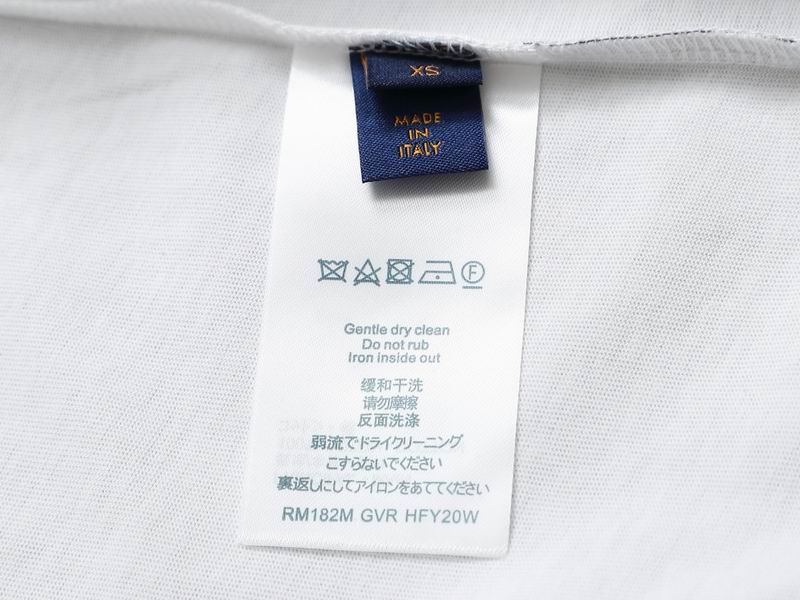 XS
MADE
IN
ITALY
F
Gentle dry clean
Do not rub
Iron inside out
缓和干洗
请勿摩擦
反面洗涤
弱流でドライクリーニング
こすらないでください
裏返しにしてアイロンをあててください
RM182M GVR HFY20W